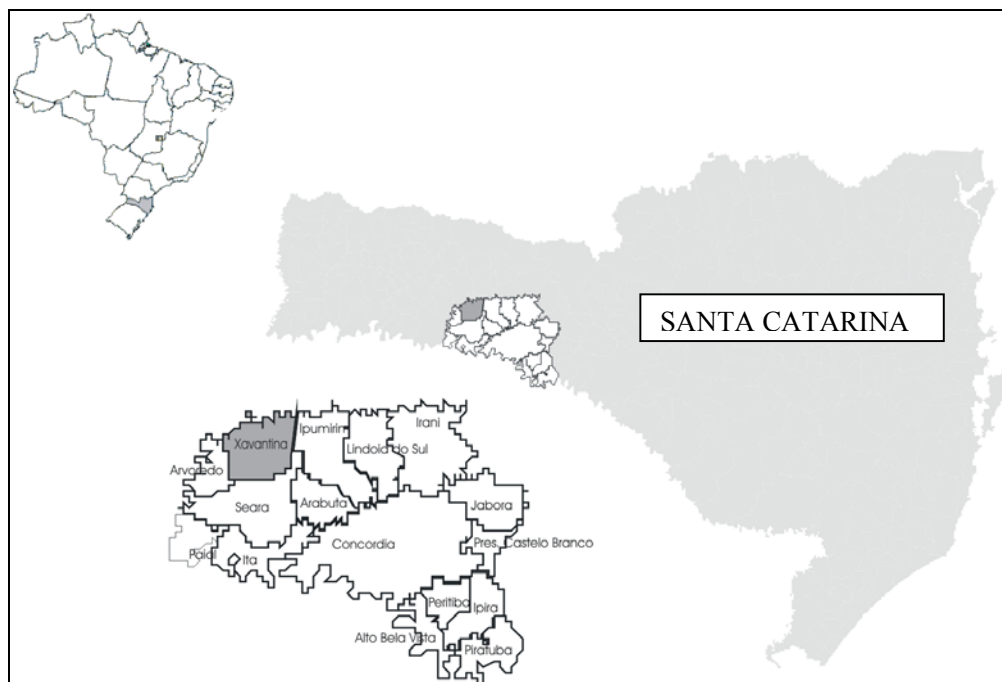 SANTA CATARINA
Xavantina
Ipumirin
Irani
Lindoia do Sul
Arvoredo
Seara
Arabuta
Jabora
Concordia
Pres. Castelo Branco
Paial
Ita
Peritiba
Ipira
Alto Bela Vista
Piratuba